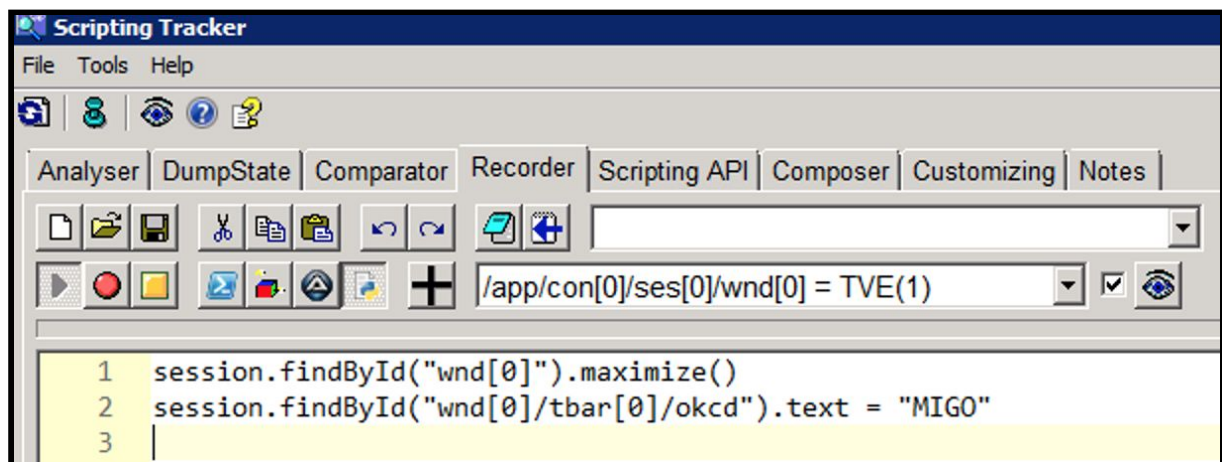 Scripting Tracker
File Tools Help
Analyser DumpState Comparator Recorder Scripting API Composer Customizing Notes
/app/con[0]/ses[0]/wnd[0] = TVE(1)
1 session.findById("wnd[0]").maximize()
2 session.findById("wnd[0]/tbar[0]/okcd").text = "MIGO"
3